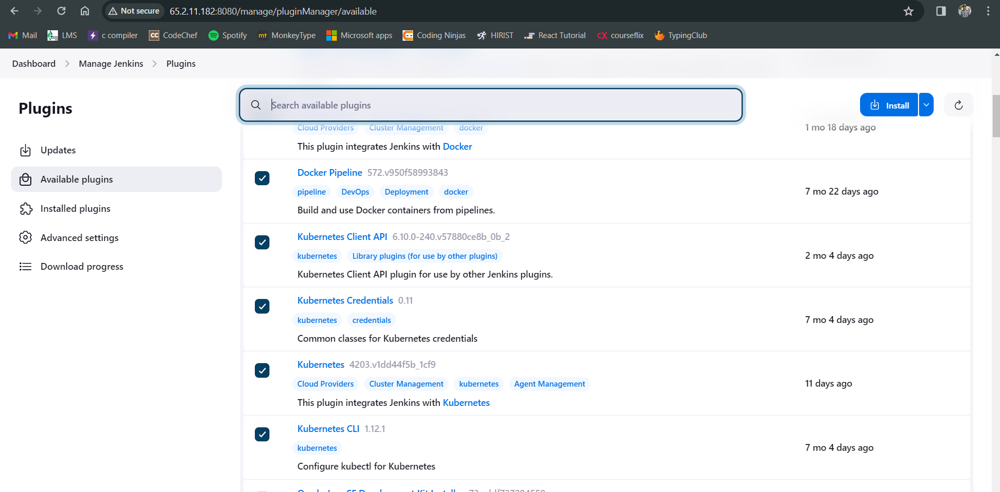 Not secure 65.2.11.182:8080/manage/pluginManager/available
Mail LMS c compiler CC CodeChef Spotify mt MonkeyType Microsoft apps Coding Ninjas HIRIST React Tutorial CX courseflix TypingClub
Dashboard Manage Jenkins Plugins
Plugins
Updates
Available plugins
Installed plugins
Advanced settings
Download progress
Search available plugins
Install
Cloud Providers Cluster Management docker
1 mo 18 days ago
This plugin integrates Jenkins with Docker
Docker Pipeline 572.v950f58993843
pipeline DevOps Deployment docker
7 mo 22 days ago
Build and use Docker containers from pipelines.
Kubernetes Client API 6.10.0-240.v57880ce8b_0b_2
kubernetes Library plugins (for use by other plugins)
2 mo 4 days ago
Kubernetes Client API plugin for use by other Jenkins plugins.
Kubernetes Credentials 0.11
kubernetes credentials
7 mo 4 days ago
Common classes for Kubernetes credentials
Kubernetes 4203.v1dd44f5b_1cf9
Cloud Providers Cluster Management kubernetes Agent Management
11 days ago
This plugin integrates Jenkins with Kubernetes
Kubernetes CLI 1.12.1
kubernetes
7 mo 4 days ago
Configure kubectl for Kubernetes